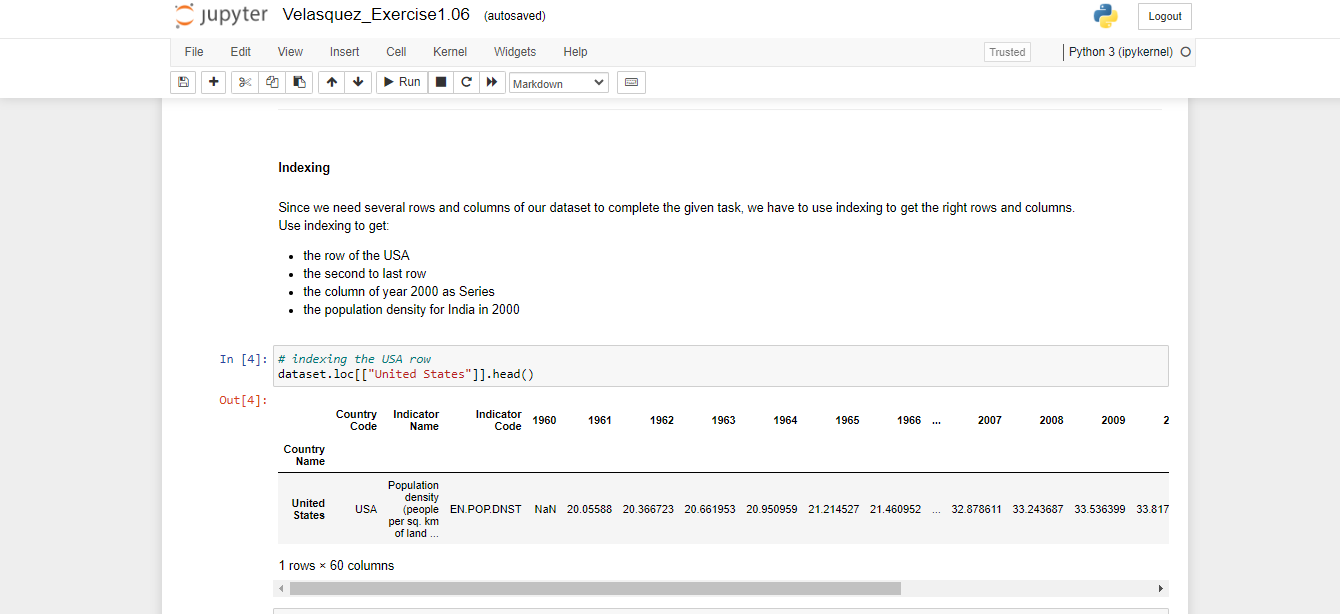 jupyter Velasquez_Exercise1.06 (autosaved)
Logout
File Edit View Insert Cell Kernel Widgets Help
Trusted
Python 3 (ipykernel)
Run
Markdown
Indexing
Since we need several rows and columns of our dataset to complete the given task, we have to use indexing to get the right rows and columns.
Use indexing to get:
• the row of the USA
• the second to last row
• the column of year 2000 as Series
• the population density for India in 2000
In [4]: # indexing the USA row
dataset.loc[["United States"]].head()
Out[4]:
Country Indicator Indicator 1960 1961 1962 1963 1964 1965 1966 ... 2007 2008 2009 2
Code Name Code
Country
Name
United States USA Population density (people per sq. km of land ... EN.POP.DNST NaN 20.05588 20.366723 20.661953 20.950959 21.214527 21.460952 ... 32.878611 33.243687 33.536399 33.817
1 rows × 60 columns